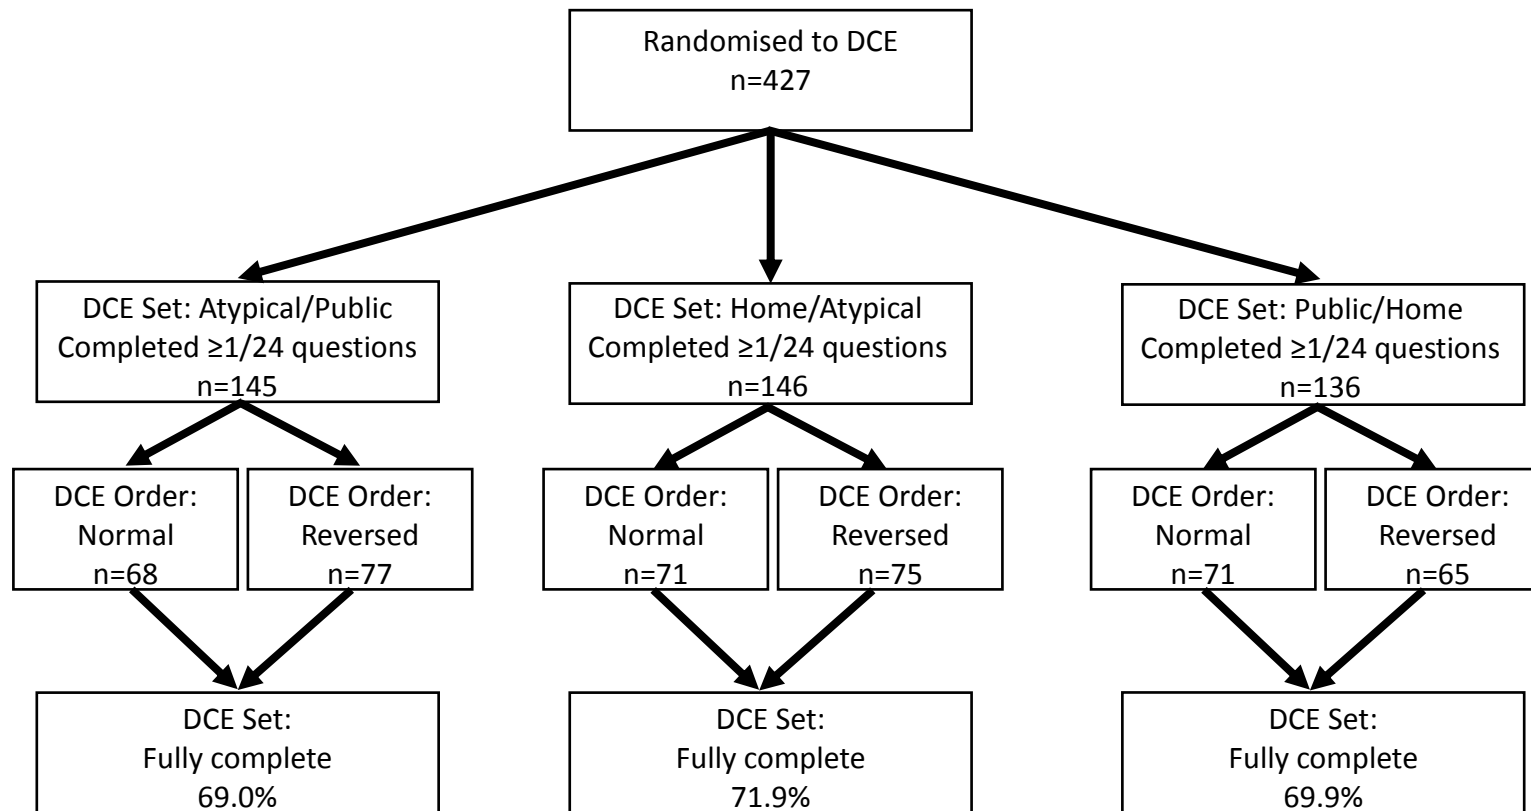 Randomised to DCE
n=427
DCE Set: Atypical/Public
Completed ≥1/24 questions
n=145
DCE Set: Home/Atypical
Completed ≥1/24 questions
n=146
DCE Set: Public/Home
Completed ≥1/24 questions
n=136
DCE Order:
Normal
n=68
DCE Order:
Reversed
n=77
DCE Order:
Normal
n=71
DCE Order:
Reversed
n=75
DCE Order:
Normal
n=71
DCE Order:
Reversed
n=65
DCE Set:
Fully complete
69.0%
DCE Set:
Fully complete
71.9%
DCE Set:
Fully complete
69.9%